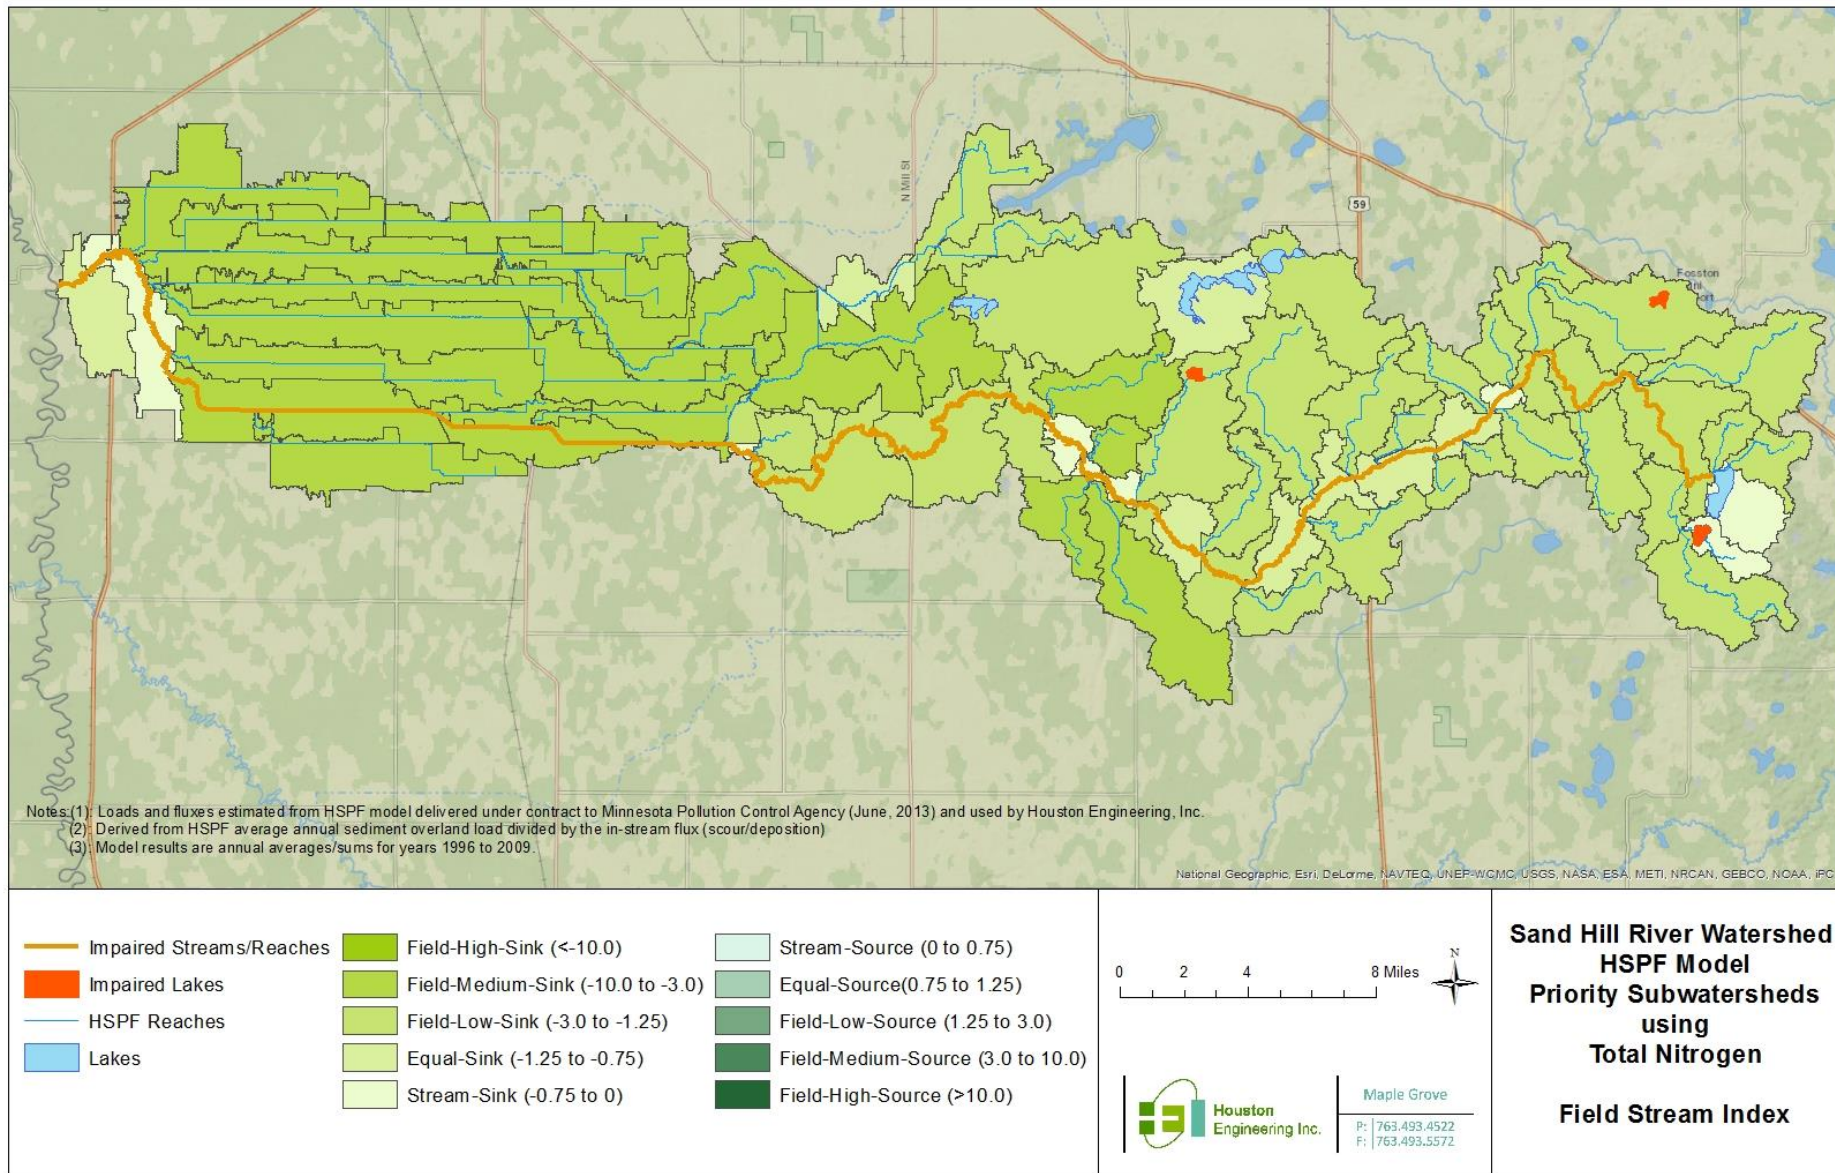 N Mill St
59
Fosston
Notes:(1): Loads and fluxes estimated from HSPF model delivered under contract to Minnesota Pollution Control Agency (June, 2013) and used by Houston Engineering, Inc.
(2): Derived from HSPF average annual sediment overland load divided by the in-stream flux (scour/deposition)
(3): Model results are annual averages/sums for years 1996 to 2009.
National Geographic, Esri, DeLorme, NAVTEQ, UNEP-WCMC, USGS, NASA, ESA, METI, NRCAN, GEBCO, NOAA, iPC
Impaired Streams/Reaches
Impaired Lakes
HSPF Reaches
Lakes
Field-High-Sink (<-10.0)
Field-Medium-Sink (-10.0 to -3.0)
Field-Low-Sink (-3.0 to -1.25)
Equal-Sink (-1.25 to -0.75)
Stream-Sink (-0.75 to 0)
Stream-Source (0 to 0.75)
Equal-Source(0.75 to 1.25)
Field-Low-Source (1.25 to 3.0)
Field-Medium-Source (3.0 to 10.0)
Field-High-Source (>10.0)
0 2 4 8 Miles
N
Houston
Engineering Inc.
Maple Grove
P: 763.493.4522
F: 763.493.5572
Sand Hill River Watershed
HSPF Model
Priority Subwatersheds
using
Total Nitrogen
Field Stream Index